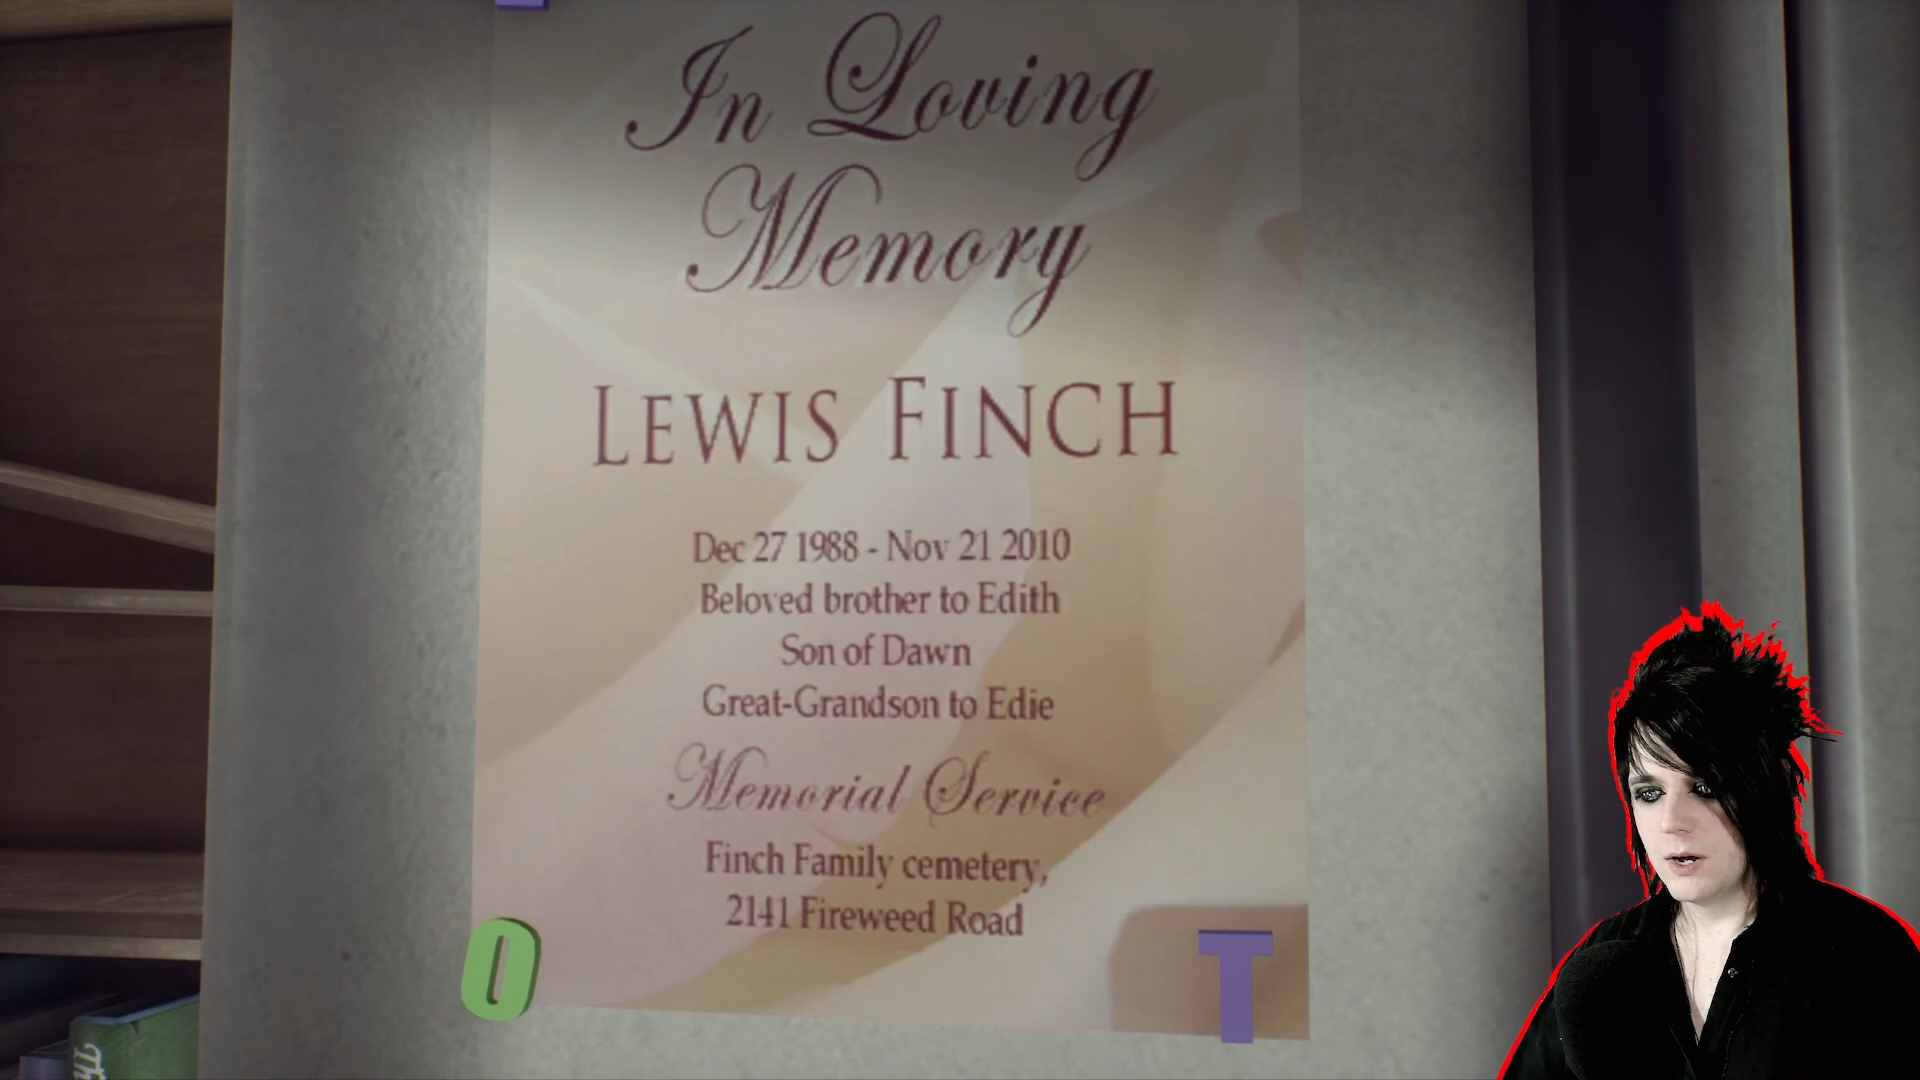 In Loving
Memory
LEWIS FINCH
Dec 27 1988 - Nov 21 2010
Beloved brother to Edith
Son of Dawn
Great-Grandson to Edie
Memorial Service
Finch Family cemetery,
2141 Fireweed Road
O
T
Th